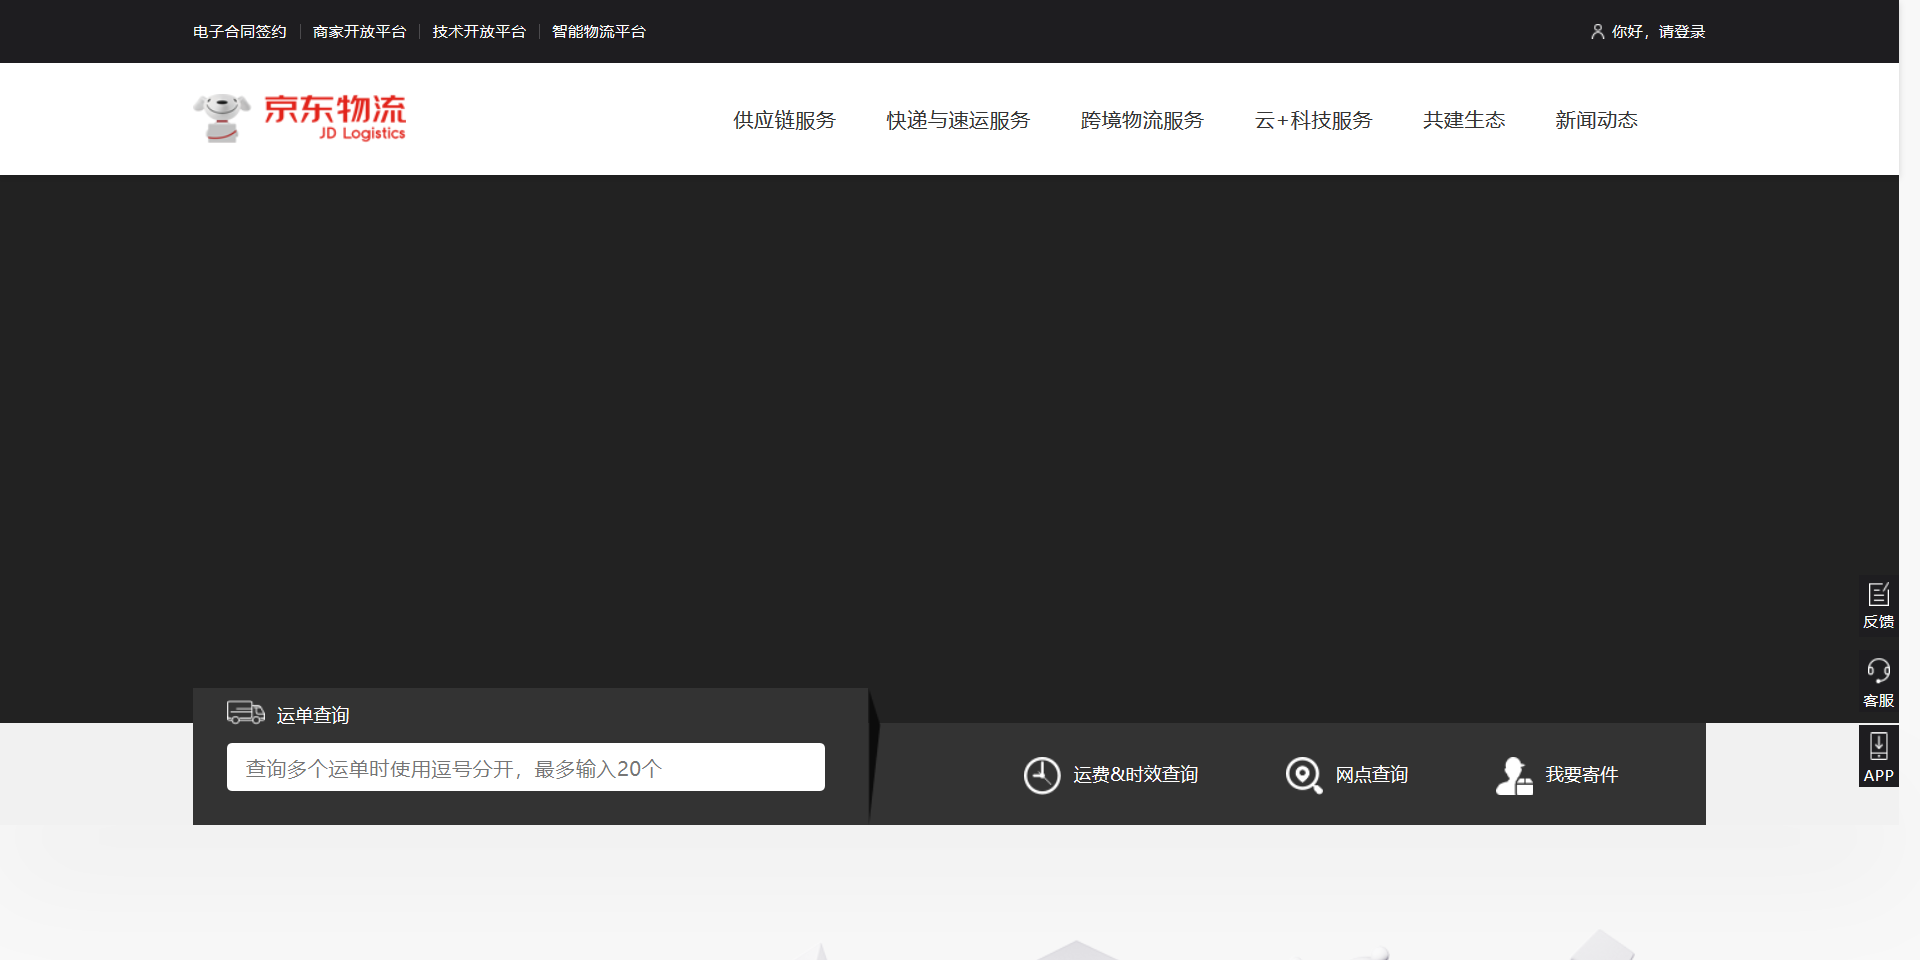 电子合同签约
商家开放平台
技术开放平台
智能物流平台
你好，请登录
京东物流
JD Logistics
供应链服务
快递与速运服务
跨境物流服务
云+科技服务
共建生态
新闻动态
反馈
客服
APP
运单查询
查询多个运单时使用逗号分开，最多输入20个
运费&时效查询
网点查询
我要寄件